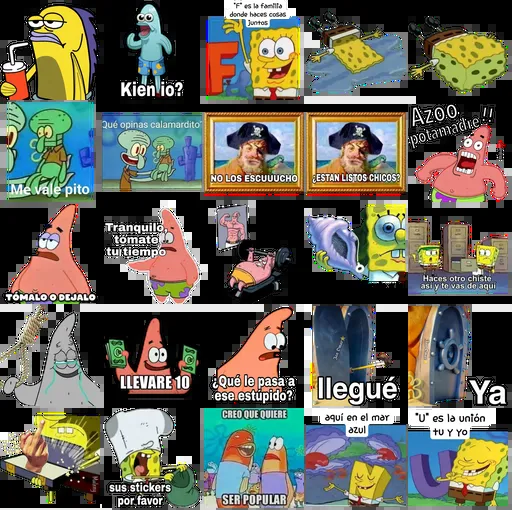 "F" es la familia
donde haces cosas
juntos
Kien io?
F
Me vale pito
Qué opinas calamardito"
NO LOS ESCUUUCHO
¿ESTAN LISTOS CHICOS?
Azoo
potamadre!!
TÓMALO O DEJALO
Tranquilo,
tómate
tu tiempo
Haces otro chiste
así y te vas de aquí
LLEVARE 10
¿Qué le pasa a
ese estúpido?
llegué
Ya
sus stickers
por favor
CREO QUE QUIERE
SER POPULAR
aquí en el mar
azul
"U" es la unión
tu y yo
U